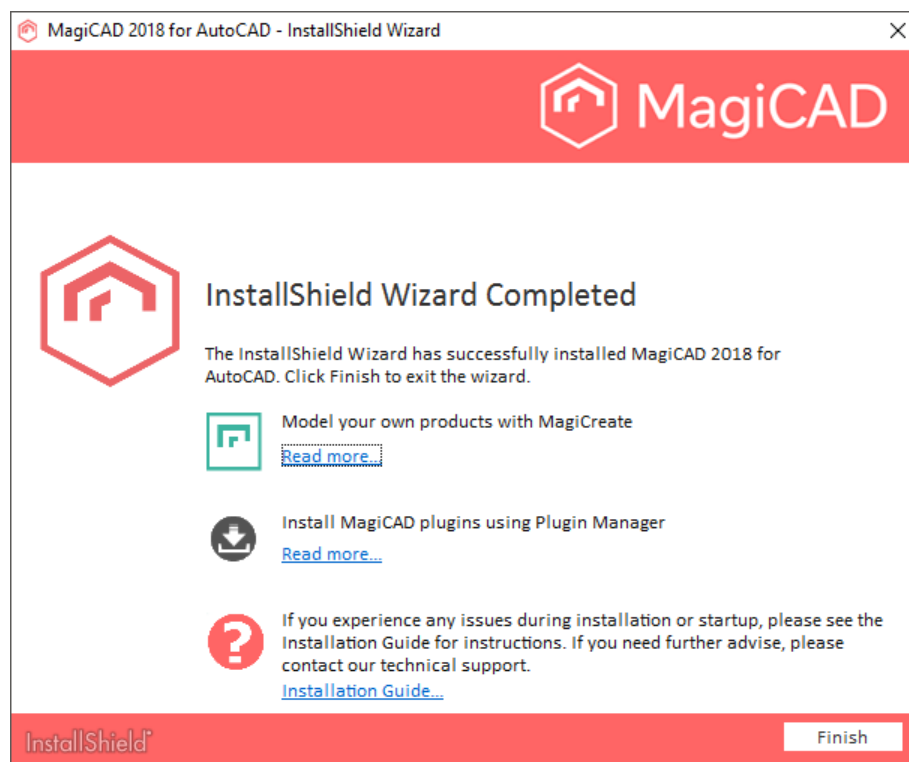 MagiCAD 2018 for AutoCAD - InstallShield Wizard
MagiCAD
InstallShield Wizard Completed
The InstallShield Wizard has successfully installed MagiCAD 2018 for
AutoCAD. Click Finish to exit the wizard.
Model your own products with MagiCreate
Read more...
Install MagiCAD plugins using Plugin Manager
Read more...
If you experience any issues during installation or startup, please see the
Installation Guide for instructions. If you need further advise, please
contact our technical support.
Installation Guide...
InstallShield
Finish